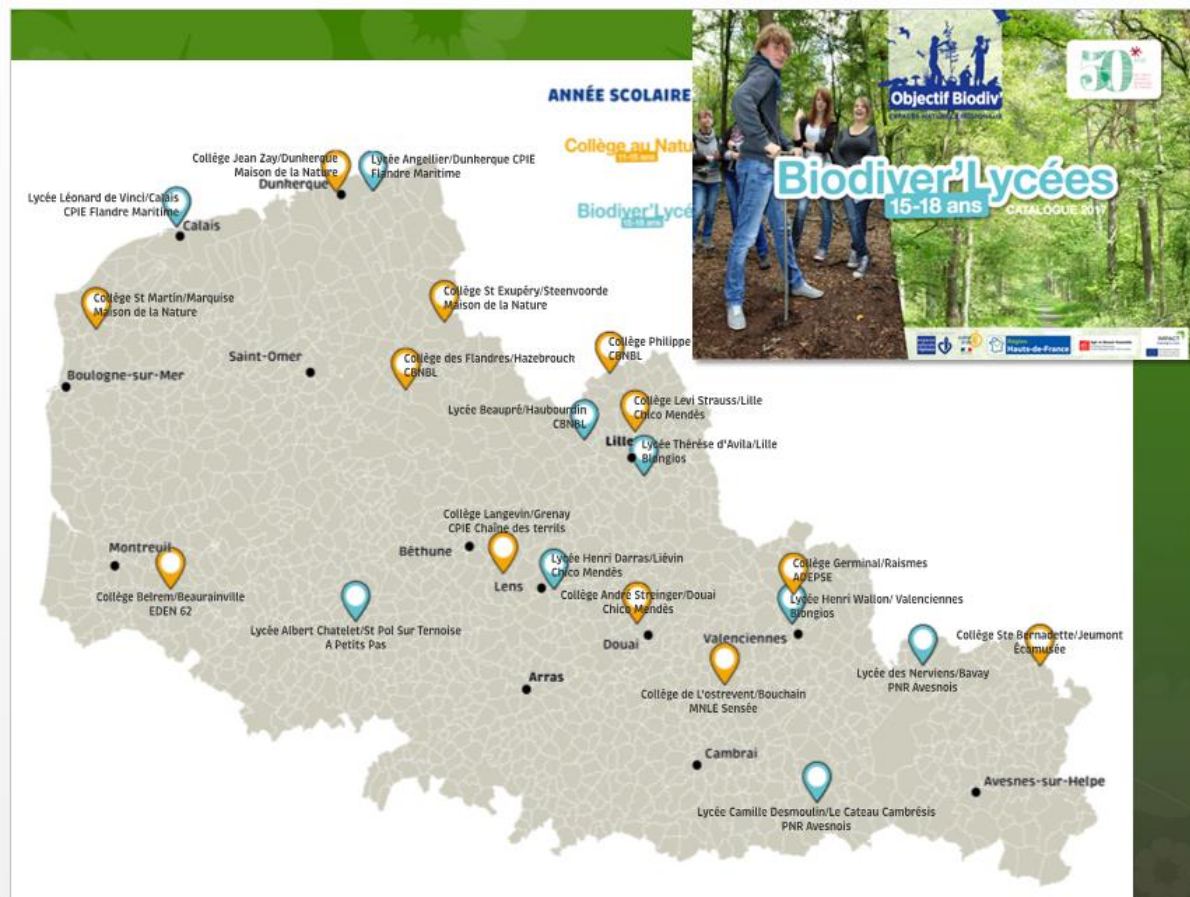 ANNÉE SCOLAIRE
Collège au Natu
11-15 ans
Biodiver'Lycé
15-18 ans
Objectif Biodiv'
ESPACES NATURELS RÉGIONAUX
50
Biodiver'Lycées
15-18 ans
CATALOGUE 2017
Région
Hauts-de-France
Collège Jean Zay/Dunkerque
Maison de la Nature
Dunkerque
Lycée Angellier/Dunkerque CPIE
Flandre Maritime
Lycée Léonard de Vinci/Calais
CPIE Flandre Maritime
Calais
Collège St Martin/Marquise
Maison de la Nature
Collège St Exupéry/Steenvoorde
Maison de la Nature
Saint-Omer
Boulogne-sur-Mer
Collège des Flandres/Hazebrouck
CBNBL
Collège Philippe
CBNBL
Lycée Beaupré/Haubourdin
CBNBL
Collège Levi Strauss/Lille
Chico Mendès
Lille
Lycée Thérèse d'Avila/Lille
Blongios
Collège Langevin/Grenay
CPIE Chaîne des terrils
Montreuil
Béthune
Lens
Lycée Henri Darras/Liévin
Chico Mendès
Collège Belrem/Beaurainville
EDEN 62
Lycée Albert Chatelet/St Pol Sur Ternoise
A Petits Pas
Collège André Streinger/Douai
Chico Mendès
Douai
Collège Germinal/Raismes
ADEPSE
Lycée Henri Wallon/ Valenciennes
Blongios
Valenciennes
Collège Ste Bernadette/Jeumont
Écomusée
Lycée des Nerviens/Bavay
PNR Avesnois
Arras
Collège de L'ostrevent/Bouchain
MNLE Sensée
Cambrai
Avesnes-sur-Helpe
Lycée Camille Desmoulin/Le Cateau Cambrésis
PNR Avesnois